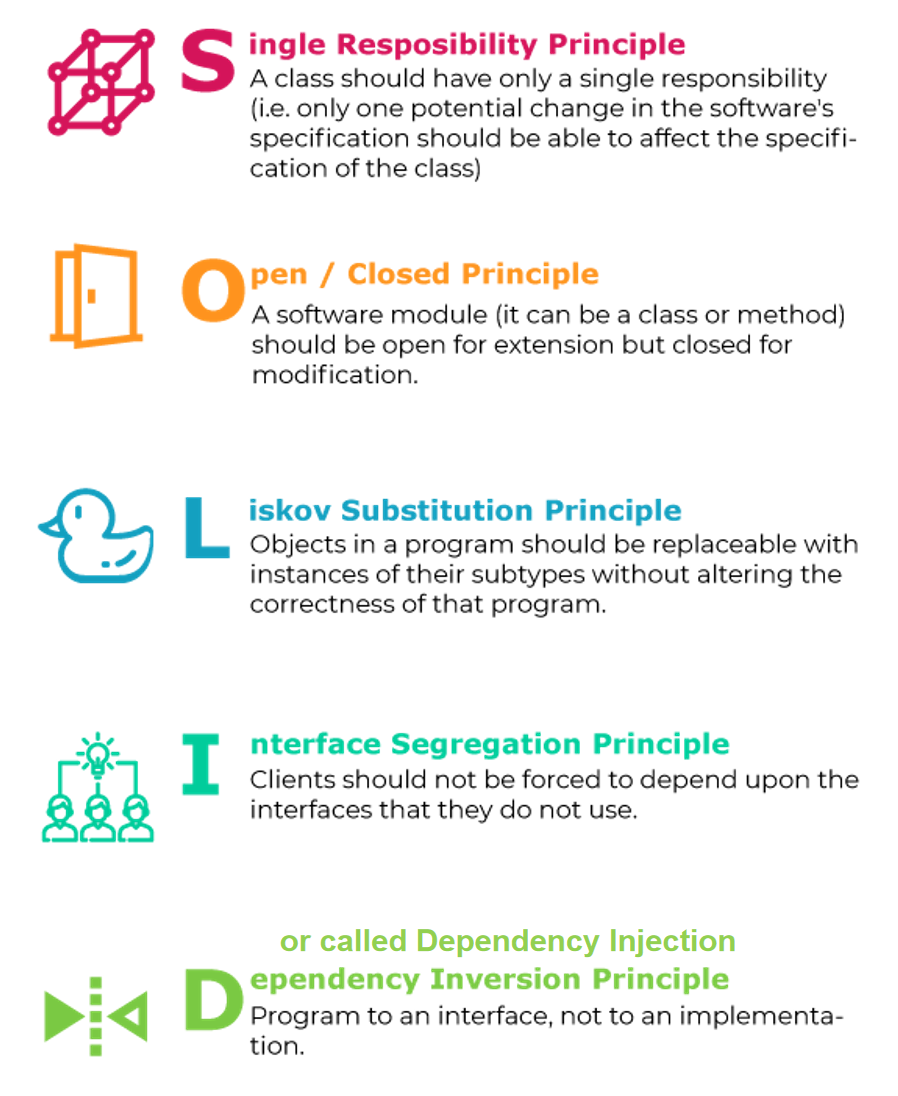 Single Resposibility Principle
A class should have only a single responsibility
(i.e. only one potential change in the software's
specification should be able to affect the specifi-
cation of the class)
Open / Closed Principle
A software module (it can be a class or method)
should be open for extension but closed for
modification.
Liskov Substitution Principle
Objects in a program should be replaceable with
instances of their subtypes without altering the
correctness of that program.
Interface Segregation Principle
Clients should not be forced to depend upon the
interfaces that they do not use.
or called Dependency Injection
Dependency Inversion Principle
Program to an interface, not to an implementa-
tion.